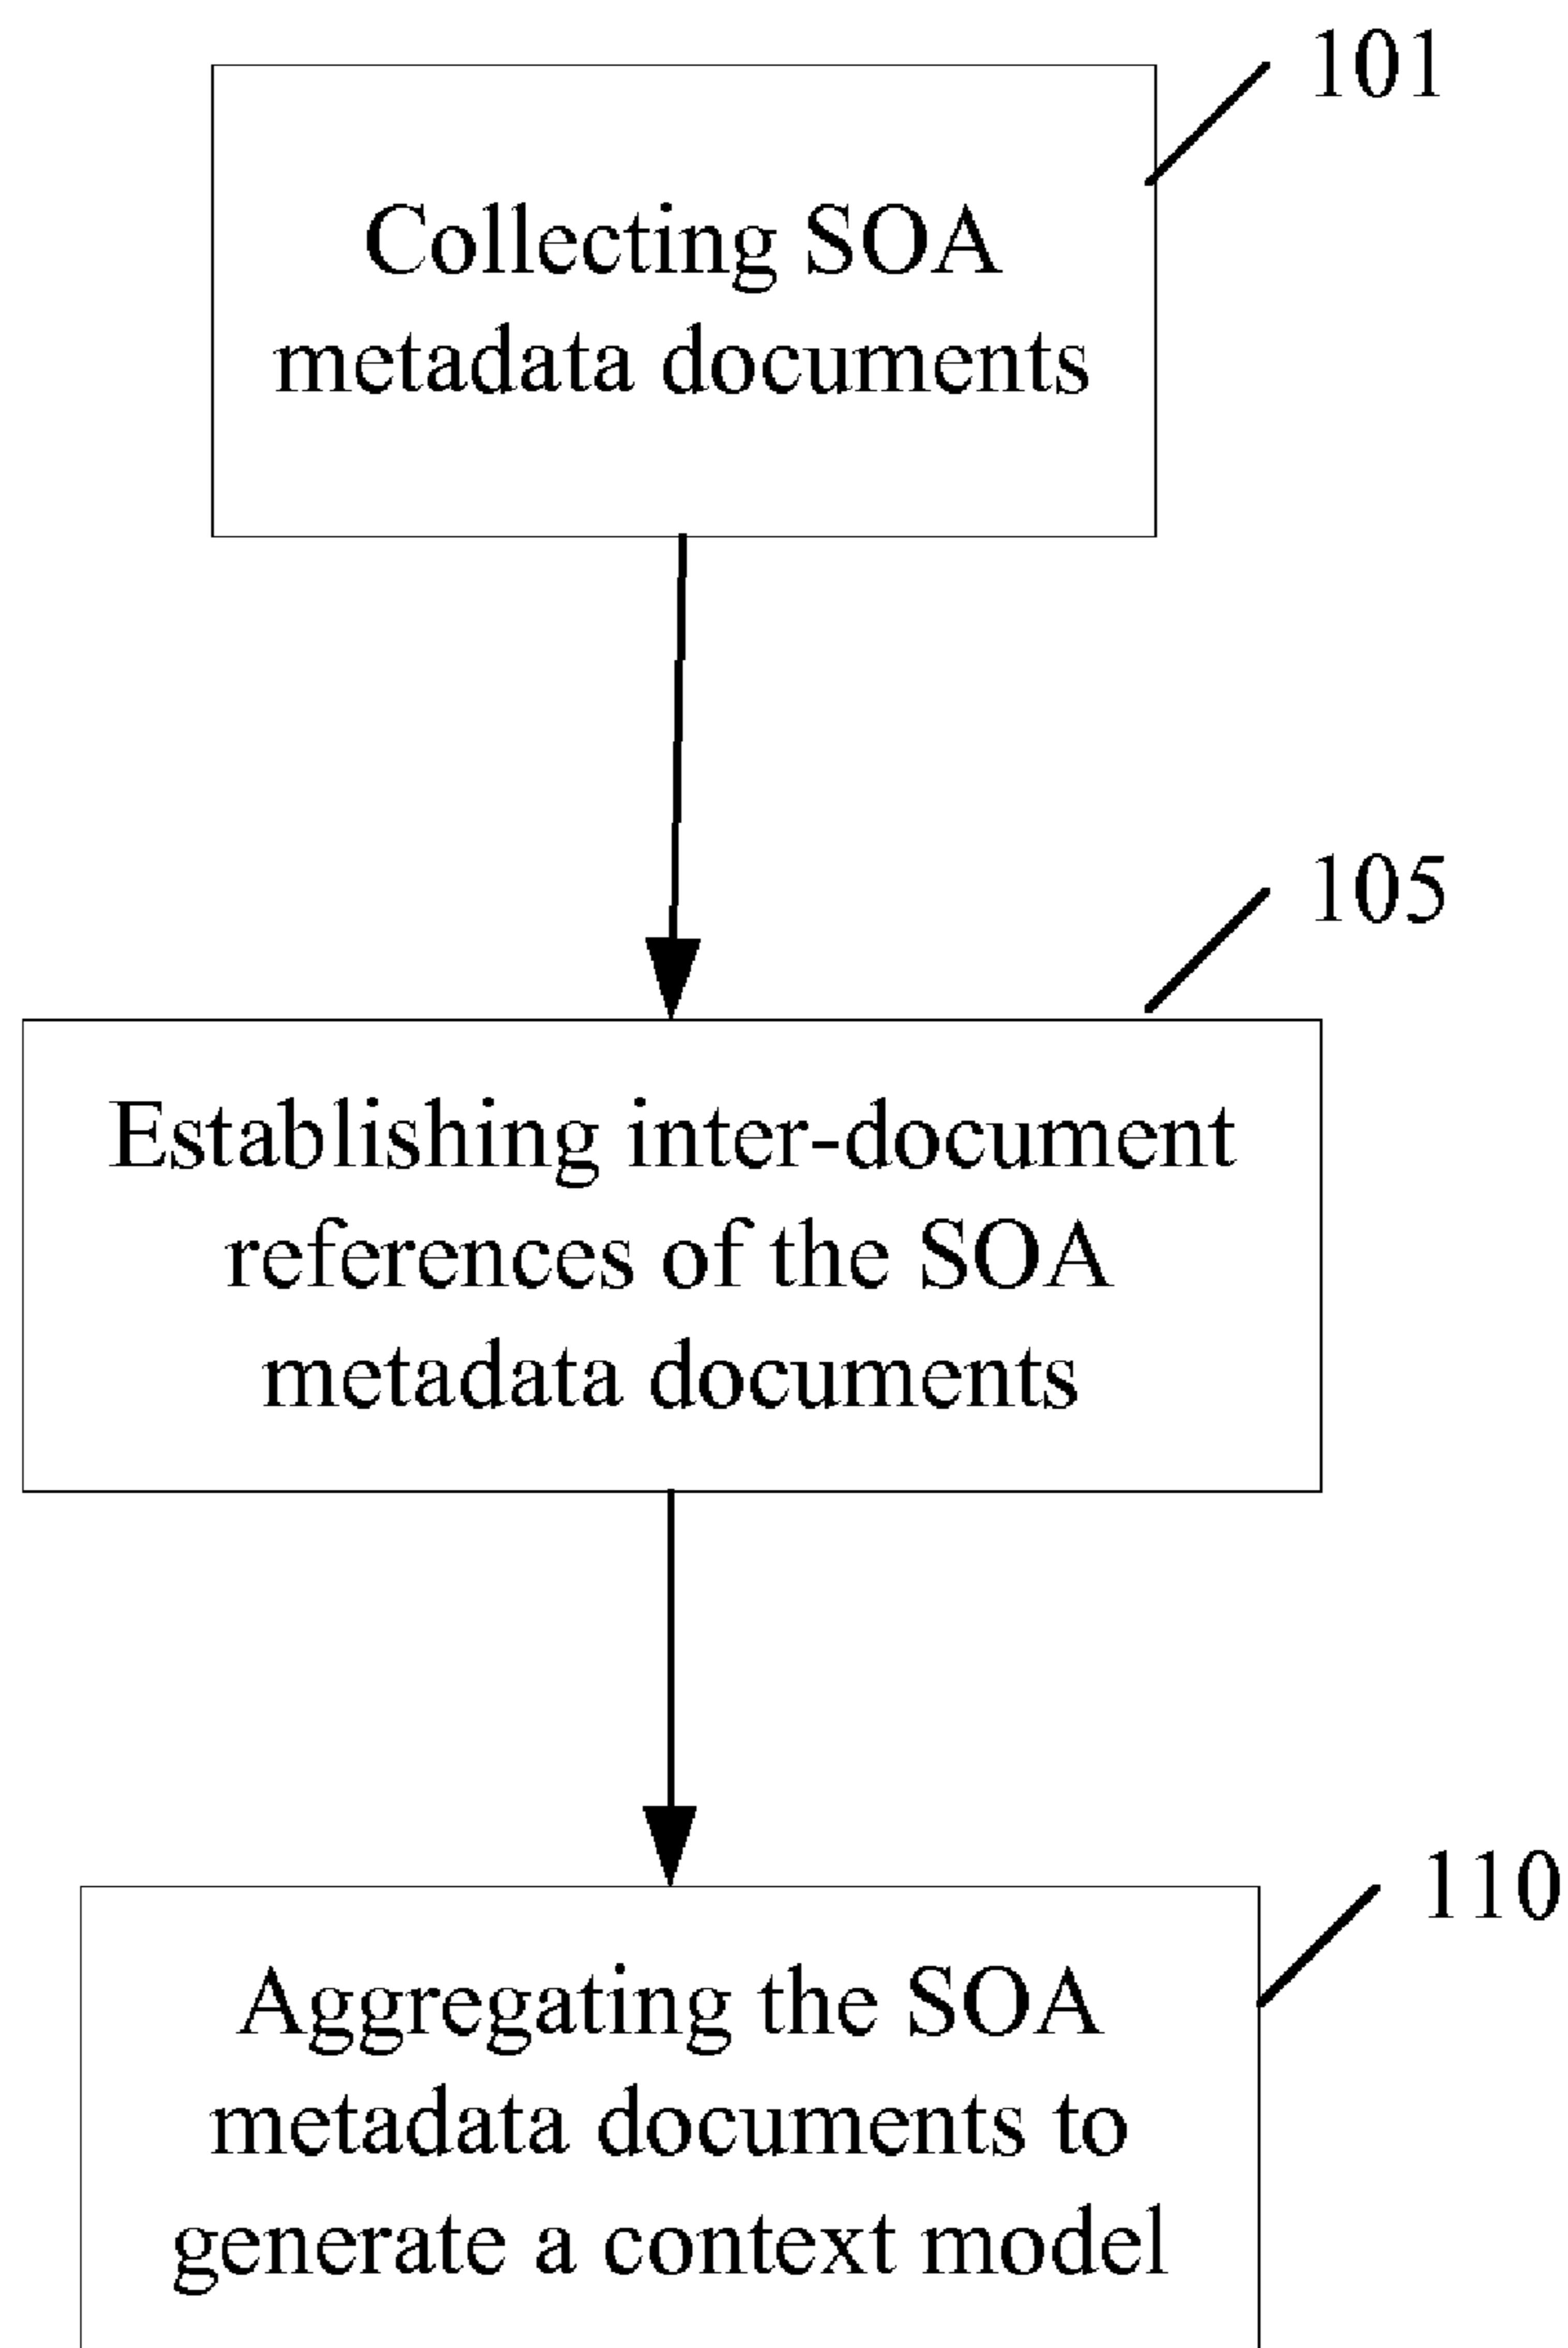 101
Collecting SOA
metadata documents
105
Establishing inter-document
references of the SOA
metadata documents
110
Aggregating the SOA
metadata documents to
generate a context model